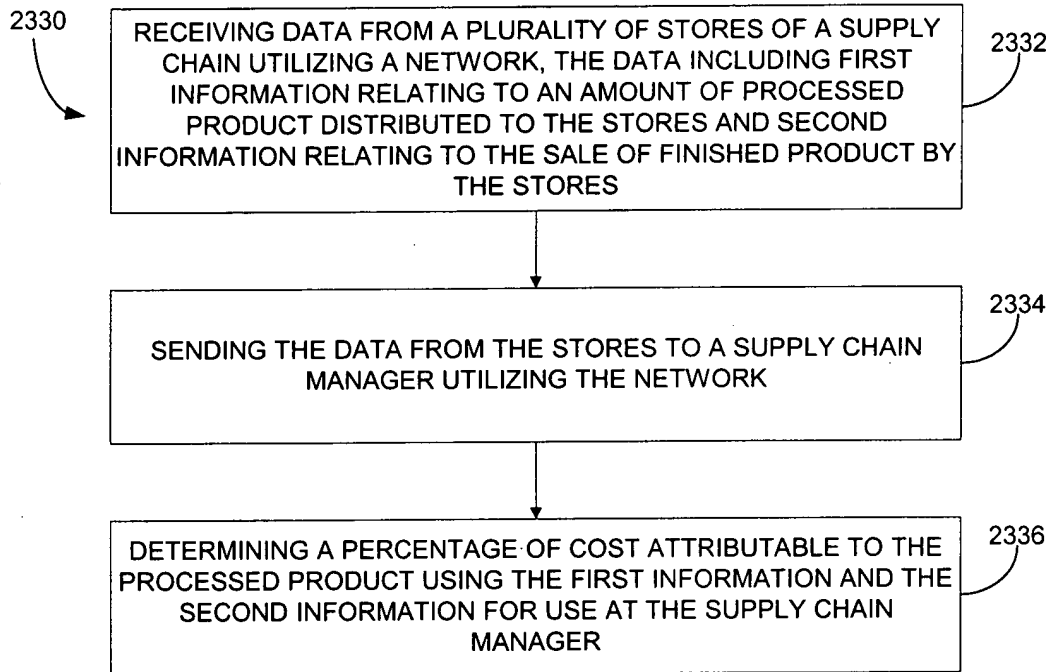 2330
RECEIVING DATA FROM A PLURALITY OF STORES OF A SUPPLY
CHAIN UTILIZING A NETWORK, THE DATA INCLUDING FIRST
INFORMATION RELATING TO AN AMOUNT OF PROCESSED
PRODUCT DISTRIBUTED TO THE STORES AND SECOND
INFORMATION RELATING TO THE SALE OF FINISHED PRODUCT BY
THE STORES
2332
SENDING THE DATA FROM THE STORES TO A SUPPLY CHAIN
MANAGER UTILIZING THE NETWORK
2334
DETERMINING A PERCENTAGE OF COST ATTRIBUTABLE TO THE
PROCESSED PRODUCT USING THE FIRST INFORMATION AND THE
SECOND INFORMATION FOR USE AT THE SUPPLY CHAIN
MANAGER
2336